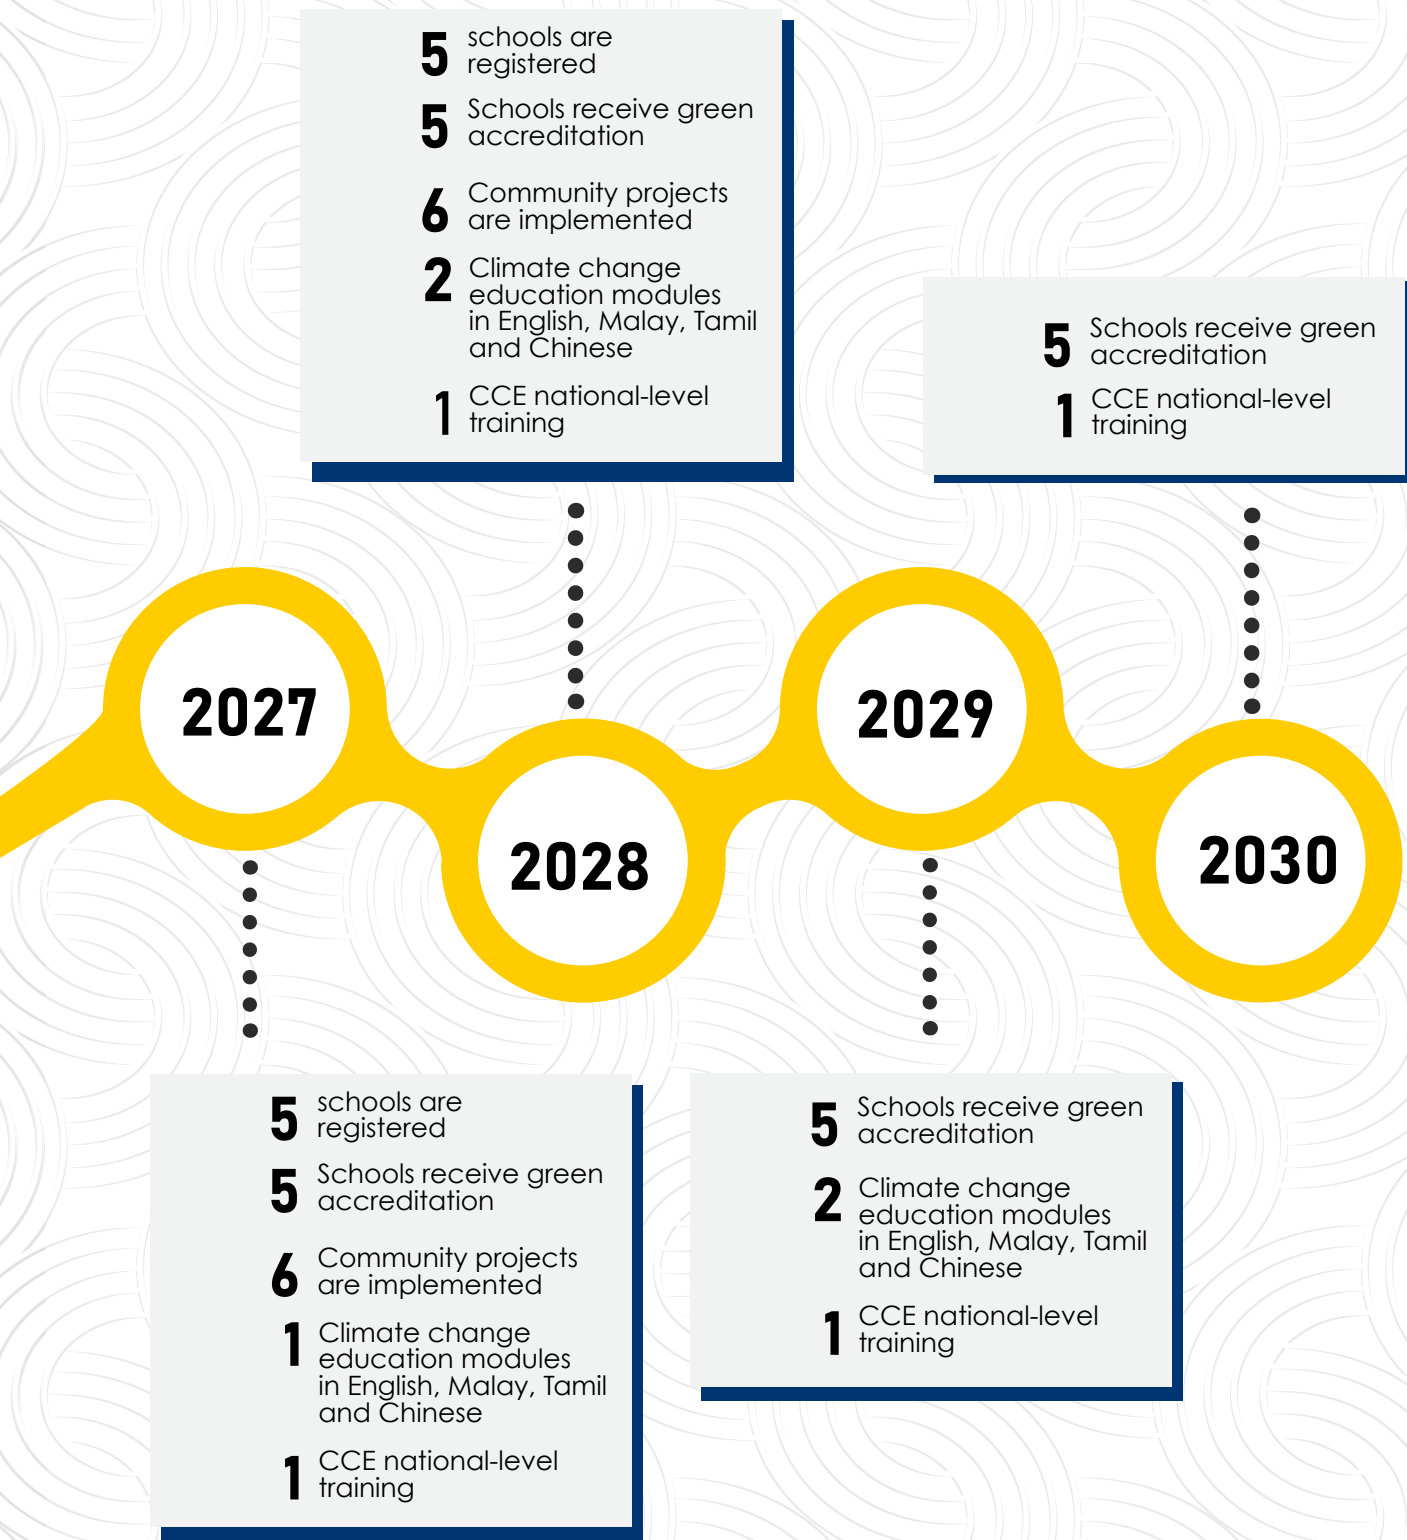 5 schools are
registered
5 Schools receive green
accreditation
6 Community projects
are implemented
2 Climate change
education modules
in English, Malay, Tamil
and Chinese
1 CCE national-level
training
5 Schools receive green
accreditation
1 CCE national-level
training
2027
2028
2029
2030
5 schools are
registered
5 Schools receive green
accreditation
6 Community projects
are implemented
1 Climate change
education modules
in English, Malay, Tamil
and Chinese
1 CCE national-level
training
5 Schools receive green
accreditation
2 Climate change
education modules
in English, Malay, Tamil
and Chinese
1 CCE national-level
training